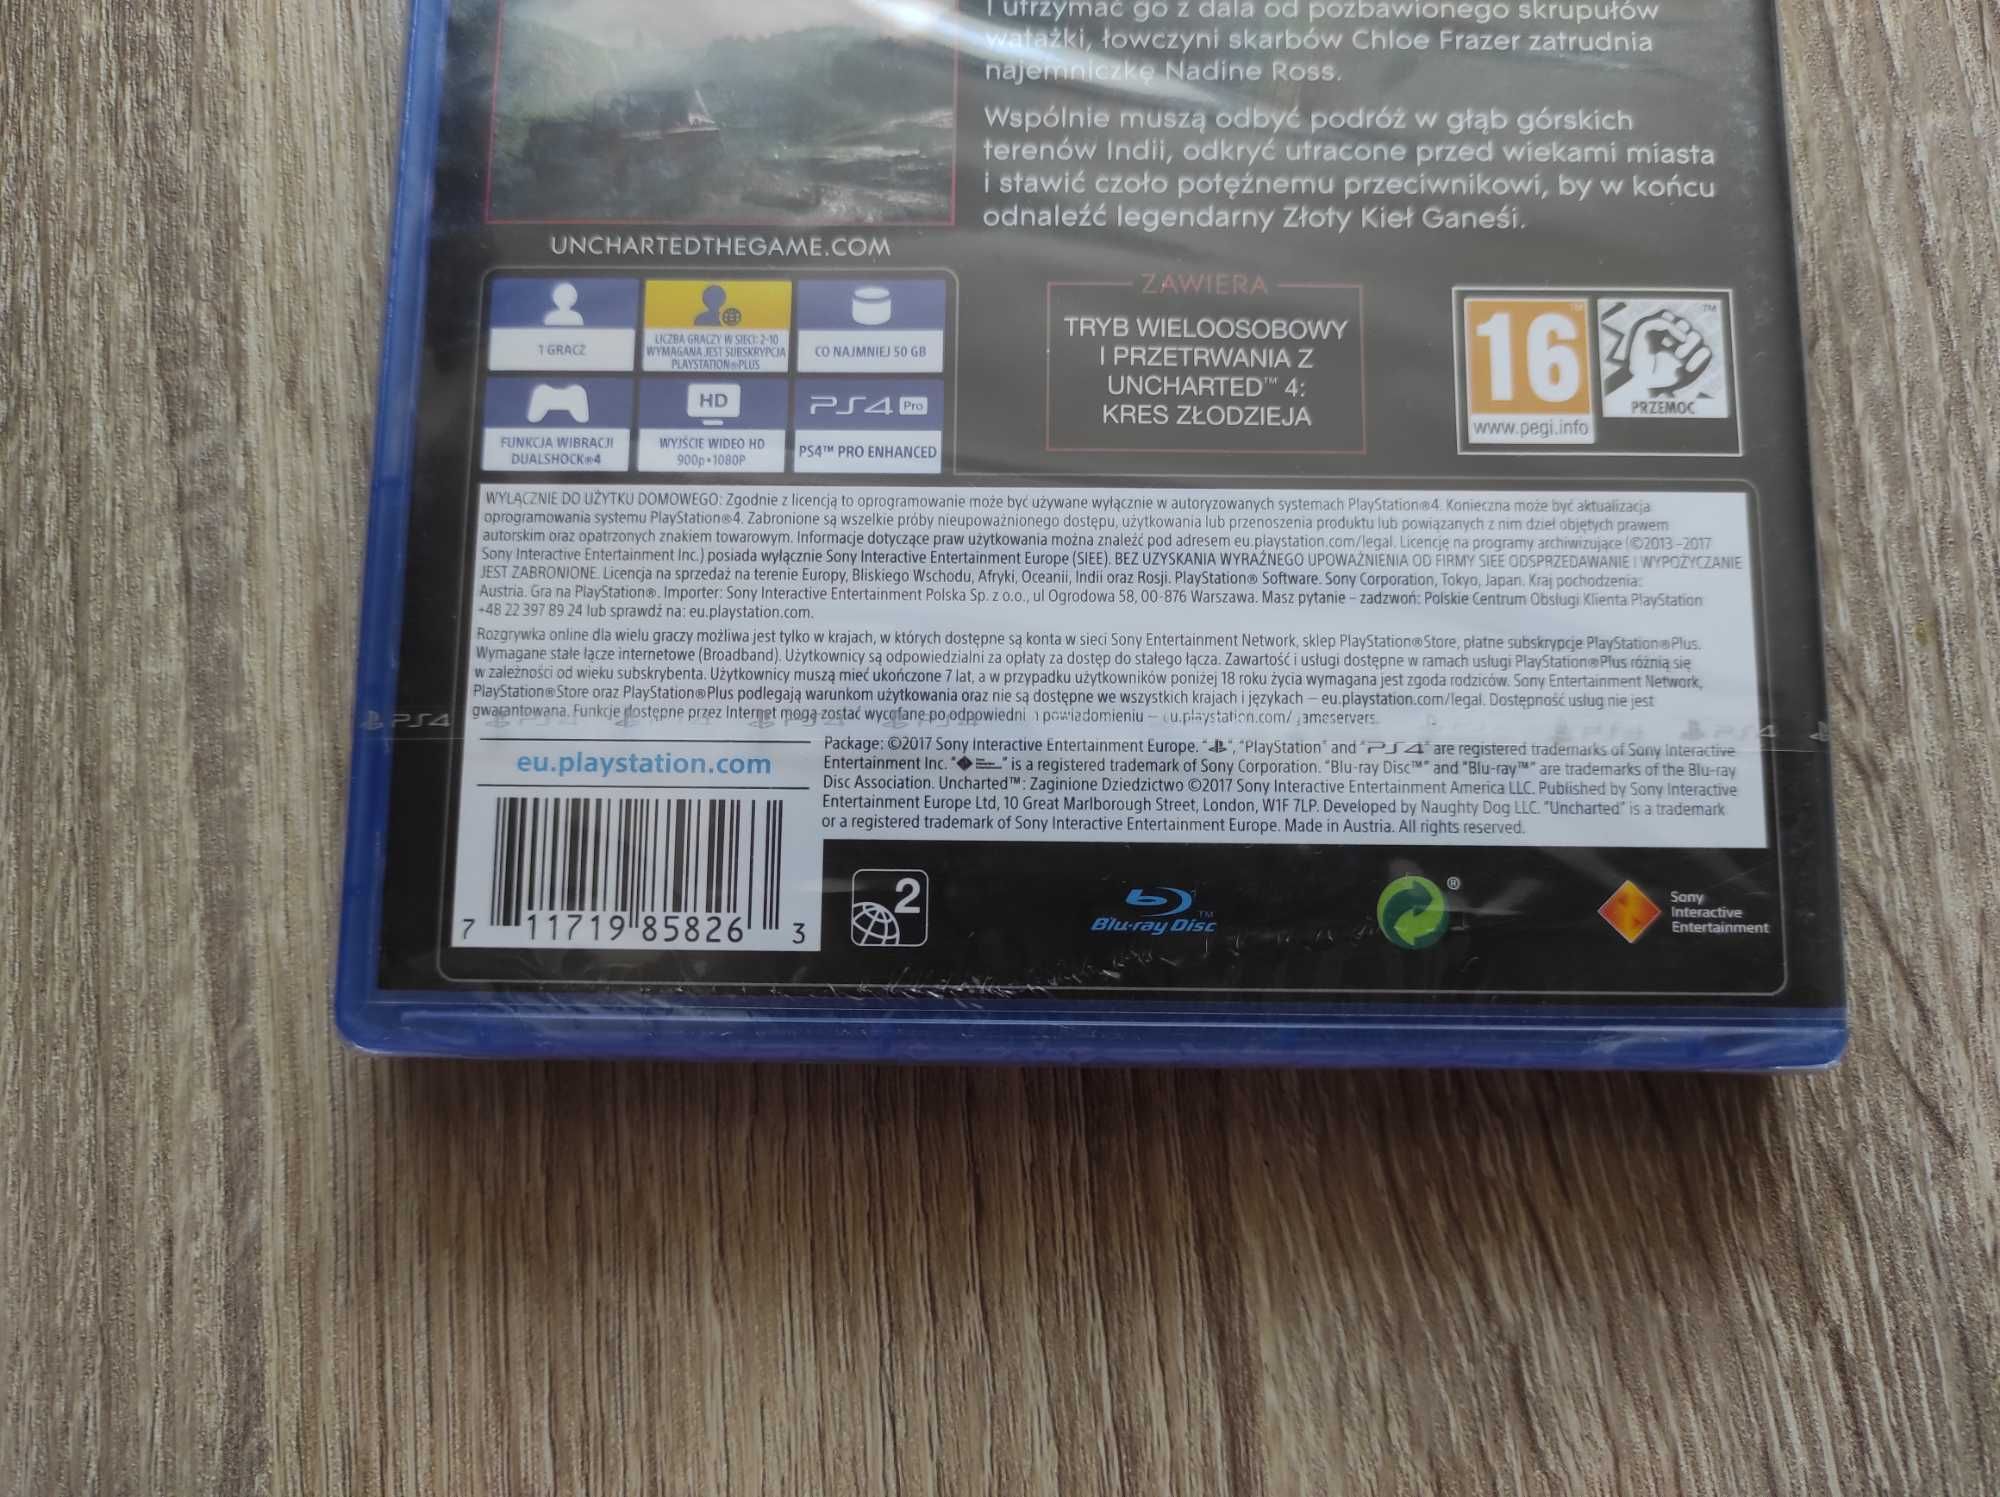 i utrzymać go z dala od pozbawionego skrupułów
watażki, łowczyni skarbów Chloe Frazer zatrudnia
najemniczkę Nadine Ross.
Wspólnie muszą odbyć podróż w głąb górskich
terenów Indii, odkryć utracone przed wiekami miasta
i stawić czoło potężnemu przeciwnikowi, by w końcu
odnaleźć legendarny Złoty Kieł Ganeśi.
UNCHARTEDTHEGAME.COM
1 GRACZ
LICZBA GRACZY W SIECI: 2-10
WYMAGANA JEST SUBSKRYPCJA
PLAYSTATION®PLUS
CO NAJMNIEJ 50 GB
FUNKCJA WIBRACJI
DUALSHOCK®4
HD
WYJŚCIE WIDEO HD
900p•1080P
PS4 Pro
PS4™ PRO ENHANCED
ZAWIERA
TRYB WIELOOSOBOWY
I PRZETRWANIA Z
UNCHARTED™ 4:
KRES ZŁODZIEJA
16
™
www.pegi.info
™
PRZEMOC
WYŁĄCZNIE DO UŻYTKU DOMOWEGO: Zgodnie z licencją to oprogramowanie może być używane wyłącznie w autoryzowanych systemach PlayStation®4. Konieczna może być aktualizacja
oprogramowania systemu PlayStation®4. Zabronione są wszelkie próby nieupoważnionego dostępu, użytkowania lub przenoszenia produktu lub powiązanych z nim dzieł objętych prawem
autorskim oraz opatrzonych znakiem towarowym. Informacje dotyczące praw użytkowania można znaleźć pod adresem eu.playstation.com/legal. Licencję na programy archiwizujące (©2013-2017
Sony Interactive Entertainment Inc.) posiada wyłącznie Sony Interactive Entertainment Europe (SIEE). BEZ UZYSKANIA WYRAŹNEGO UPOWAŻNIENIA OD FIRMY SIEE ODSPRZEDAWANIE I WYPOŻYCZANIE
JEST ZABRONIONE. Licencja na sprzedaż na terenie Europy, Bliskiego Wschodu, Afryki, Oceanii, Indii oraz Rosji. PlayStation® Software. Sony Corporation, Tokyo, Japan. Kraj pochodzenia:
Austria. Gra na PlayStation®. Importer: Sony Interactive Entertainment Polska Sp. z o.o., ul Ogrodowa 58, 00-876 Warszawa. Masz pytanie – zadzwoń: Polskie Centrum Obsługi Klienta PlayStation
+48 22 397 89 24 lub sprawdź na: eu.playstation.com.
Rozgrywka online dla wielu graczy możliwa jest tylko w krajach, w których dostępne są konta w sieci Sony Entertainment Network, sklep PlayStation®Store, płatne subskrypcje PlayStation®Plus.
Wymagane stałe łącze internetowe (Broadband). Użytkownicy są odpowiedzialni za opłaty za dostęp do stałego łącza. Zawartość i usługi dostępne w ramach usługi PlayStation®Plus różnią się
w zależności od wieku subskrybenta. Użytkownicy muszą mieć ukończone 7 lat, a w przypadku użytkowników poniżej 18 roku życia wymagana jest zgoda rodziców. Sony Entertainment Network,
PlayStation®Store oraz PlayStation®Plus podlegają warunkom użytkowania oraz nie są dostępne we wszystkich krajach i językach – eu.playstation.com/legal. Dostępność usług nie jest
gwarantowana. Funkcje dostępne przez Internet mogą zostać wycofane po odpowiednim powiadomieniu – eu.playstation.com/gameservers.
PS4 PS4 PS4 PS4 PS4 PS4
eu.playstation.com
Package: ©2017 Sony Interactive Entertainment Europe. "", "PlayStation" and "PS4" are registered trademarks of Sony Interactive
Entertainment Inc. "" is a registered trademark of Sony Corporation. "Blu-ray Disc™" and "Blu-ray™" are trademarks of the Blu-ray
Disc Association. Uncharted™: Zaginione Dziedzictwo ©2017 Sony Interactive Entertainment America LLC. Published by Sony Interactive
Entertainment Europe Ltd, 10 Great Marlborough Street, London, W1F 7LP. Developed by Naughty Dog LLC. "Uncharted" is a trademark
or a registered trademark of Sony Interactive Entertainment Europe. Made in Austria. All rights reserved.
7 11719 85826 3
2
Blu-ray Disc™
®
Sony
Interactive
Entertainment